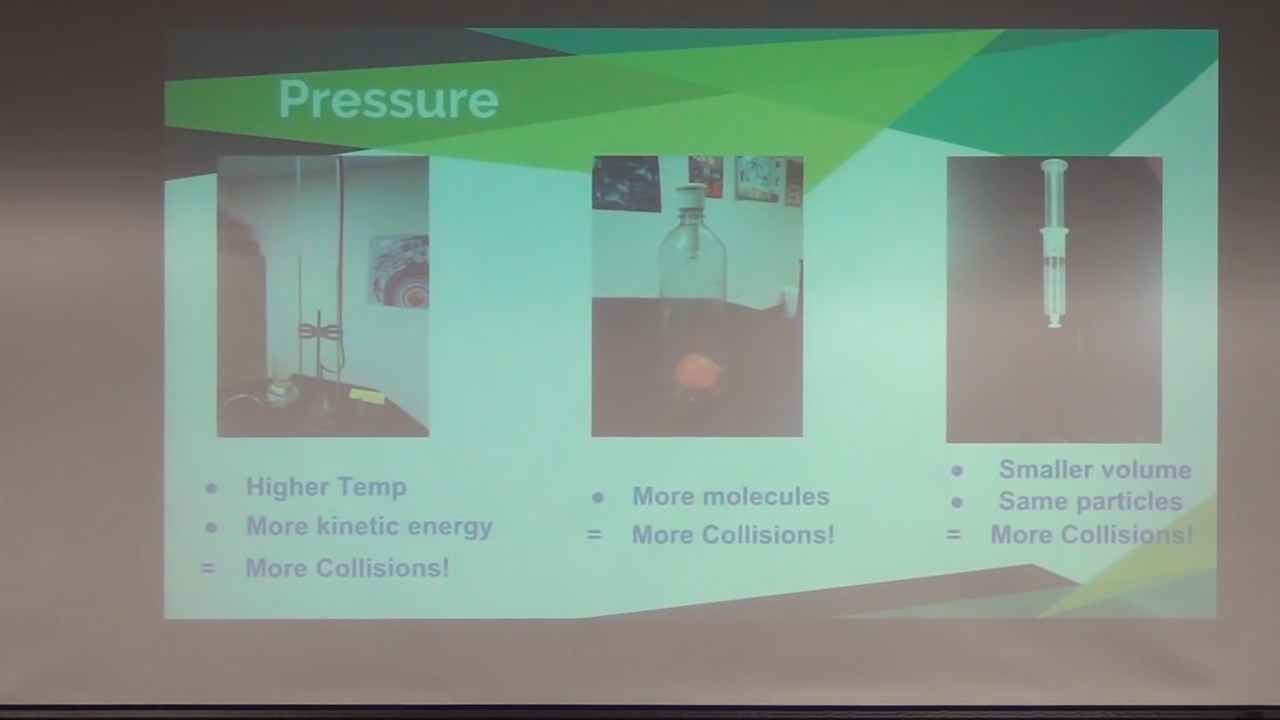 Pressure
● Higher Temp
● More kinetic energy
= More Collisions!
● More molecules
= More Collisions!
● Smaller volume
● Same particles
= More Collisions!